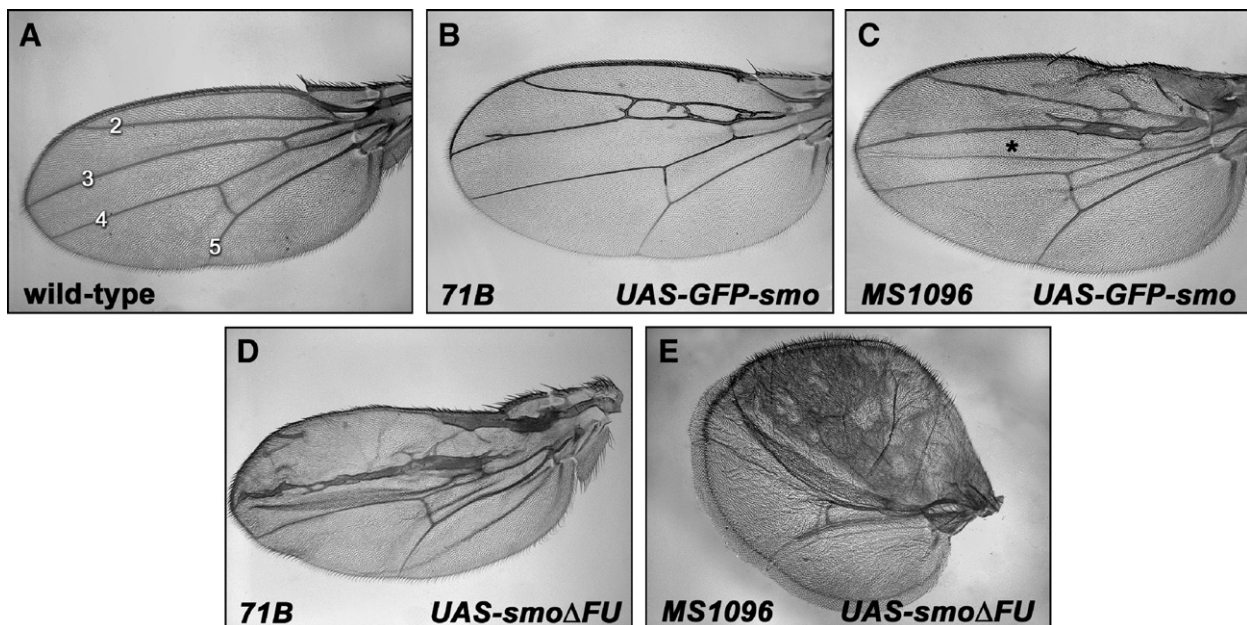 A
2
3
4
5
wild-type
B
71B UAS-GFP-smo
C
*
MS1096 UAS-GFP-smo
D
71B UAS-smoΔFU
E
MS1096 UAS-smoΔFU